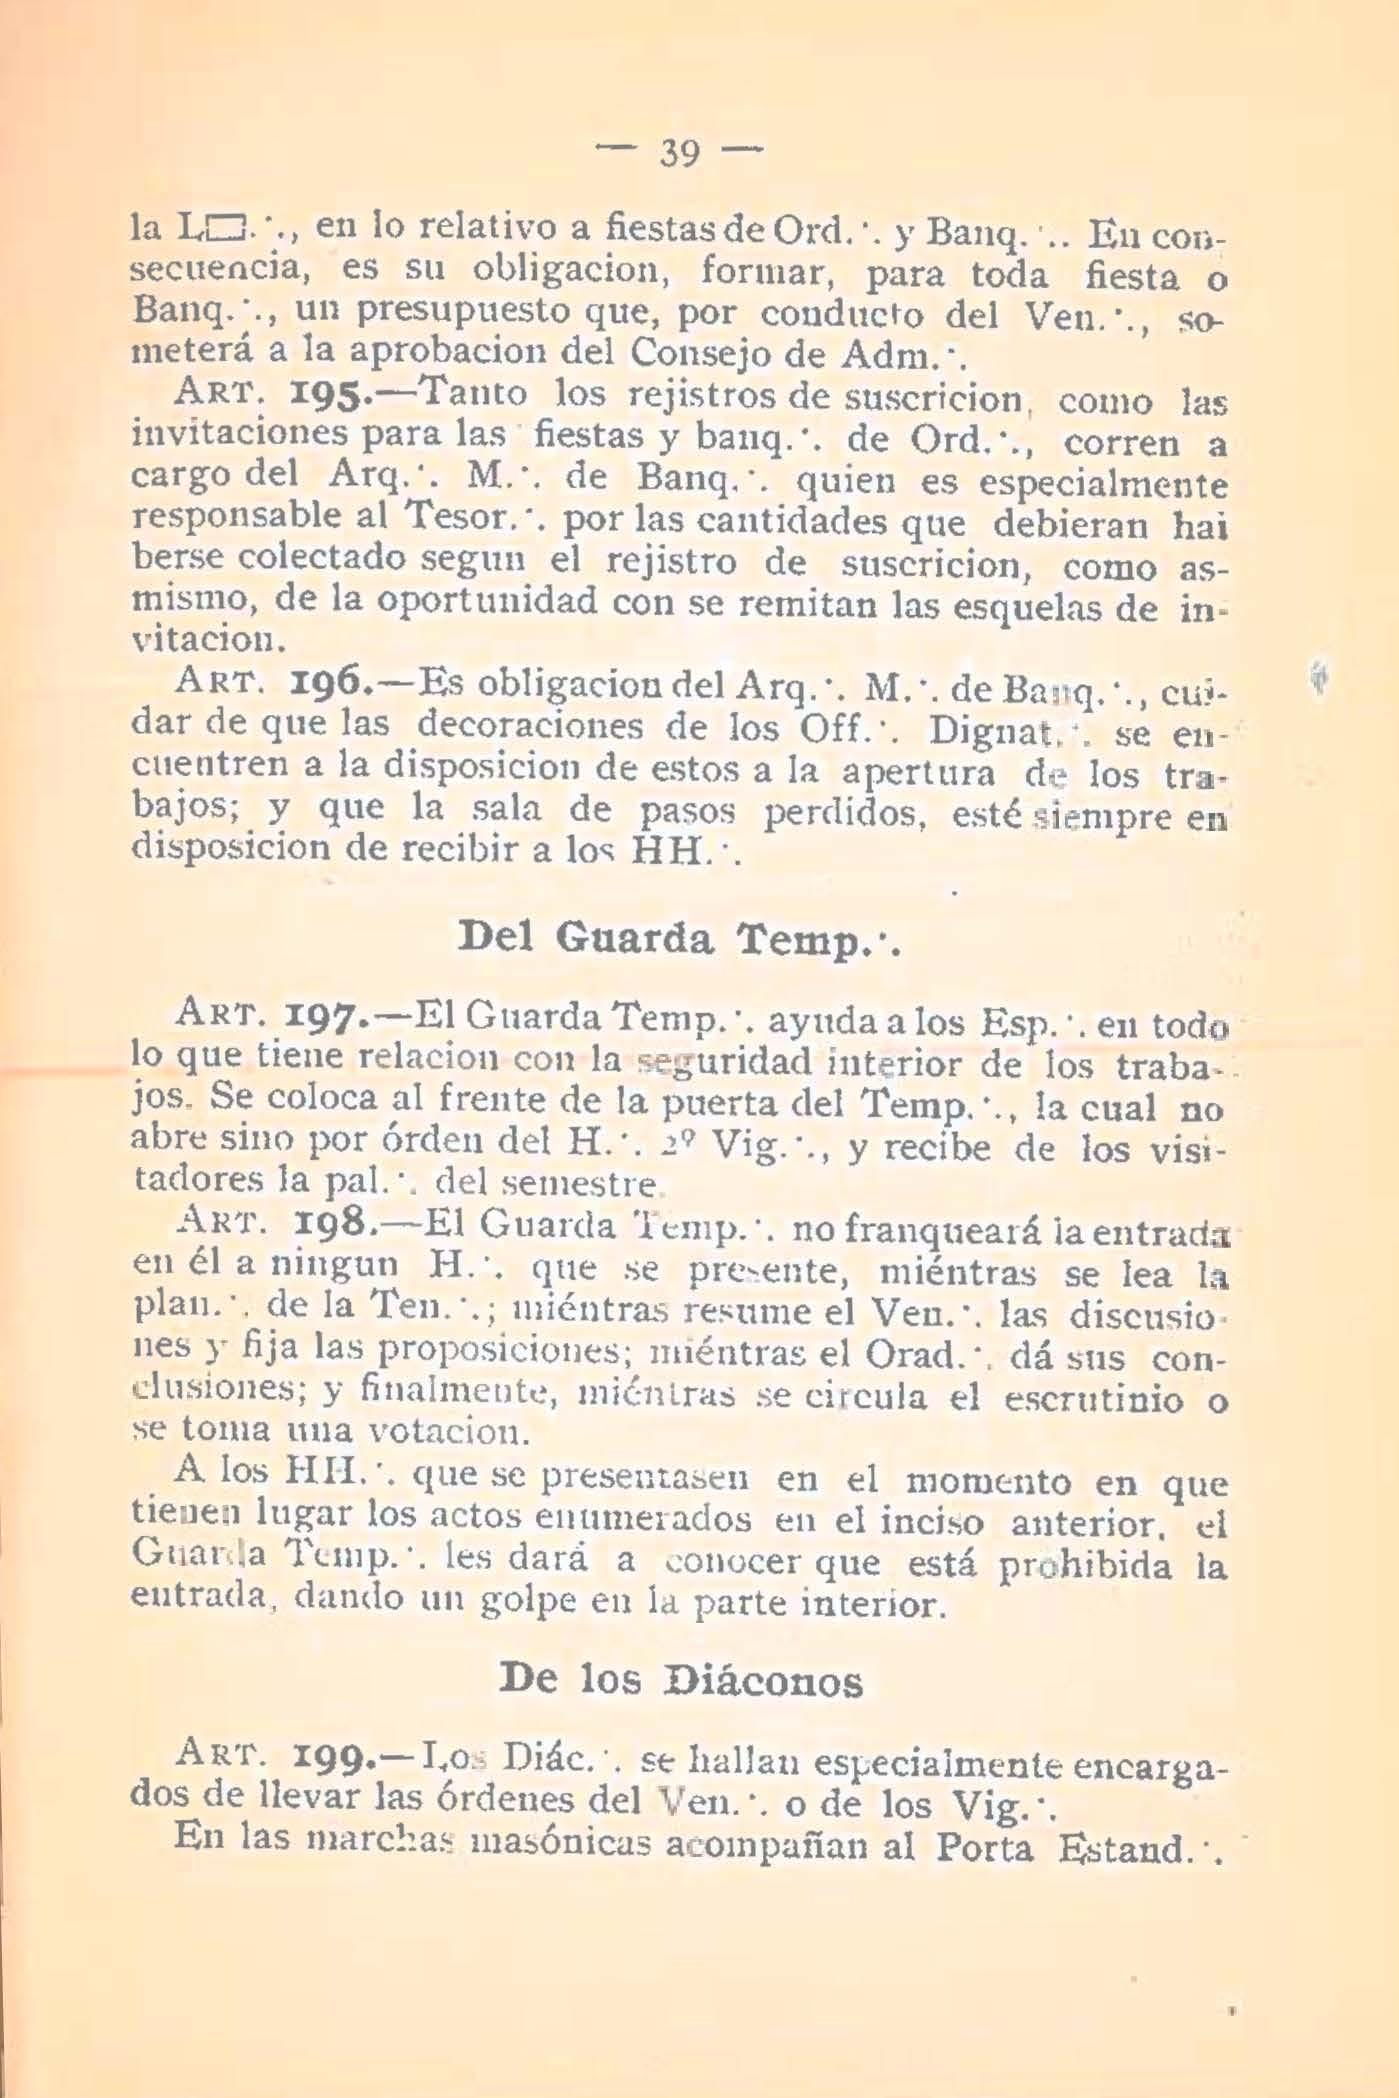 — 39 —
la L▭.·., en lo relativo a fiestas de Ord.·. y Banq.·.. En con-
secuencia, es su obligacion, formar, para toda fiesta o
Banq.·., un presupuesto que, por conducto del Ven.·., so-
meterá a la aprobacion del Consejo de Adm.·.
ART. 195.—Tanto los rejistros de suscricion, como las
invitaciones para las fiestas y banq.·. de Ord.·., corren a
cargo del Arq.·. M.·. de Banq.·. quien es especialmente
responsable al Tesor.·. por las cantidades que debieran hai
berse colectado segun el rejistro de suscricion, como as-
mismo, de la oportunidad con se remitan las esquelas de in-
vitacion.
ART. 196.—Es obligacion del Arq.·. M.·. de Banq.·., cui-
dar de que las decoraciones de los Off.·. Dignat.·. se en-
cuentren a la disposicion de estos a la apertura de los tra-
bajos; y que la sala de pasos perdidos, esté siempre en
disposicion de recibir a los HH.·.
Del Guarda Temp.·.
ART. 197.—El Guarda Temp.·. ayuda a los Esp.·. en todo
lo que tiene relacion con la seguridad interior de los traba-
jos. Se coloca al frente de la puerta del Temp.·., la cual no
abre sino por órden del H.·. 2º Vig.·., y recibe de los visi-
tadores la pal.·. del semestre.
ART. 198.—El Guarda Temp.·. no franqueará la entrada
en él a ningun H.·. que se presente, miéntras se lea la
plan.·. de la Ten.·.; miéntras resume el Ven.·. las discusio-
nes y fija las proposiciones; miéntras el Orad.·. dá sus con-
clusiones; y finalmente, miéntras se circula el escrutinio o
se toma una votacion.
A los HH.·. que se presentasen en el momento en que
tienen lugar los actos enumerados en el inciso anterior, el
Guarda Temp.·. les dará a conocer que está prohibida la
entrada, dando un golpe en la parte interior.
De los Diáconos
ART. 199.—Los Diác.·. se hallan especialmente encarga-
dos de llevar las órdenes del Ven.·. o de los Vig.·.
En las marchas masónicas acompañan al Porta Estand.·.